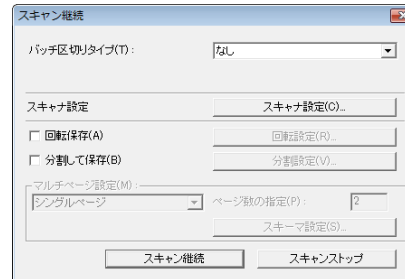 スキャン継続
バッチ区切りタイプ(T): なし
スキャナ設定 スキャナ設定(C)...
回転保存(A) 回転設定(R)...
分割して保存(B) 分割設定(V)...
マルチページ設定(M):
シングルページ ページ数の指定(P): 2
スキーマ設定(S)...
スキャン継続 スキャンストップ